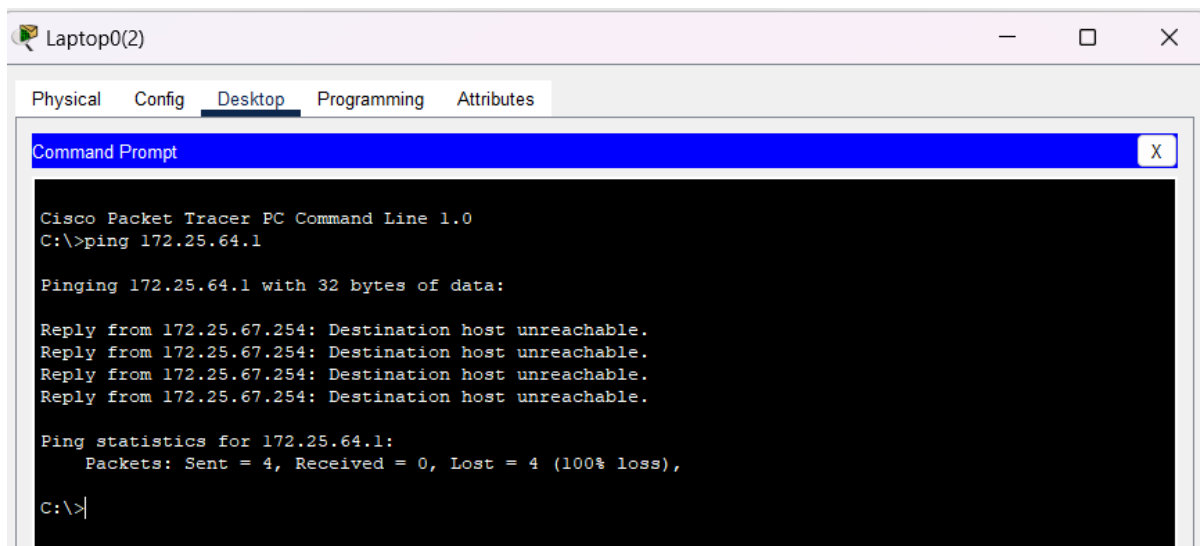 Laptop0(2)
Physical Config Desktop Programming Attributes
Command Prompt
X
Cisco Packet Tracer PC Command Line 1.0
C:\>ping 172.25.64.1
Pinging 172.25.64.1 with 32 bytes of data:
Reply from 172.25.67.254: Destination host unreachable.
Reply from 172.25.67.254: Destination host unreachable.
Reply from 172.25.67.254: Destination host unreachable.
Reply from 172.25.67.254: Destination host unreachable.
Ping statistics for 172.25.64.1:
Packets: Sent = 4, Received = 0, Lost = 4 (100% loss),
C:\>